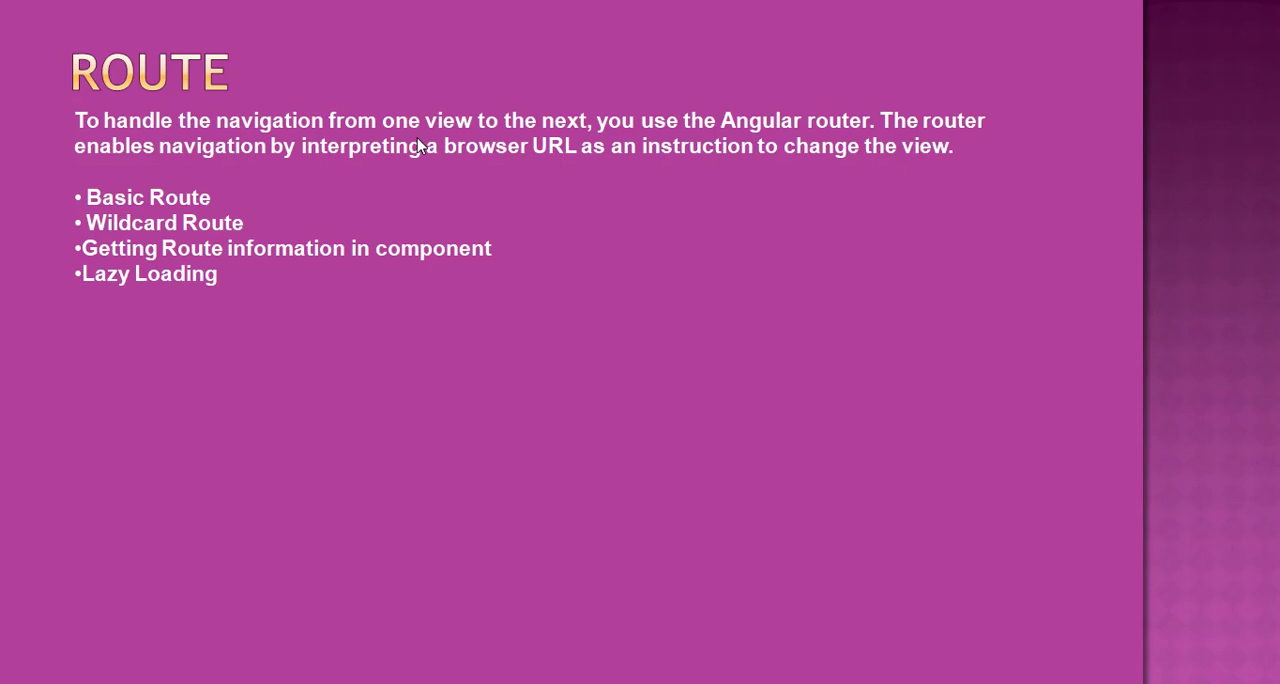 ROUTE
To handle the navigation from one view to the next, you use the Angular router. The router
enables navigation by interpreting a browser URL as an instruction to change the view.
• Basic Route
• Wildcard Route
•Getting Route information in component
•Lazy Loading